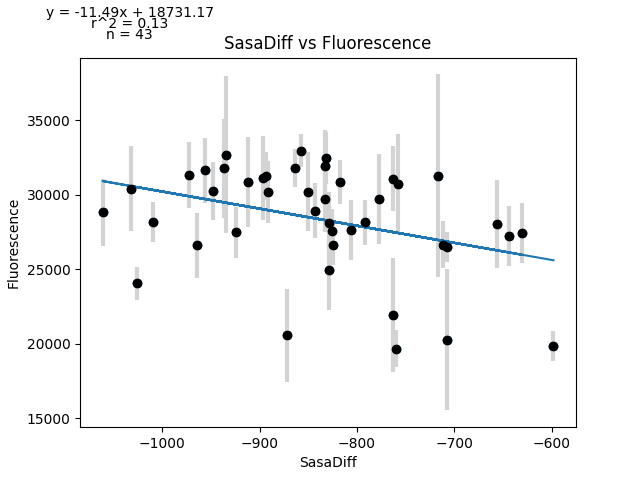 y = -11.49x + 18731.17
r^2 = 0.13
n = 43
SasaDiff vs Fluorescence
35000
30000
25000
20000
15000
Fluorescence
−1000
−900
−800
−700
−600
SasaDiff